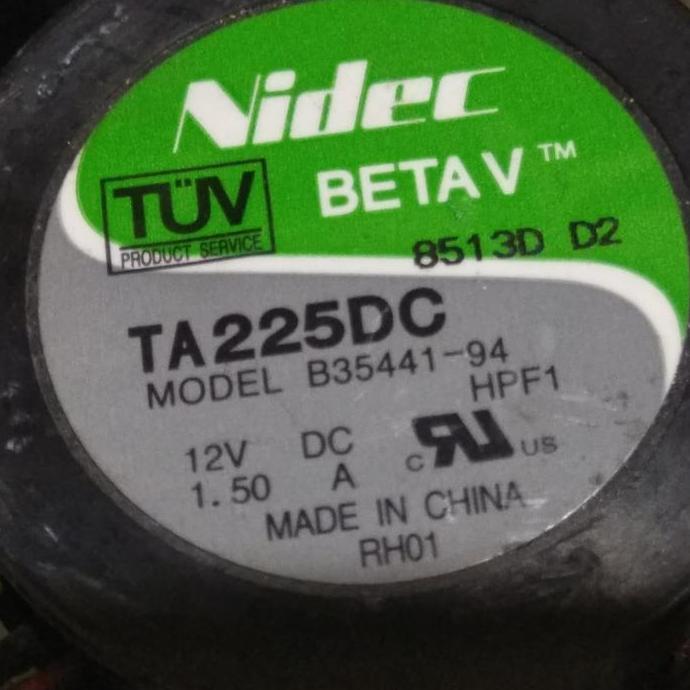 Nidec
BETA V™
TÜV
PRODUCT SERVICE
8513D D2
TA225DC
MODEL B35441-94
HPF1
12V DC
1.50 A
c RU US
MADE IN CHINA
RH01